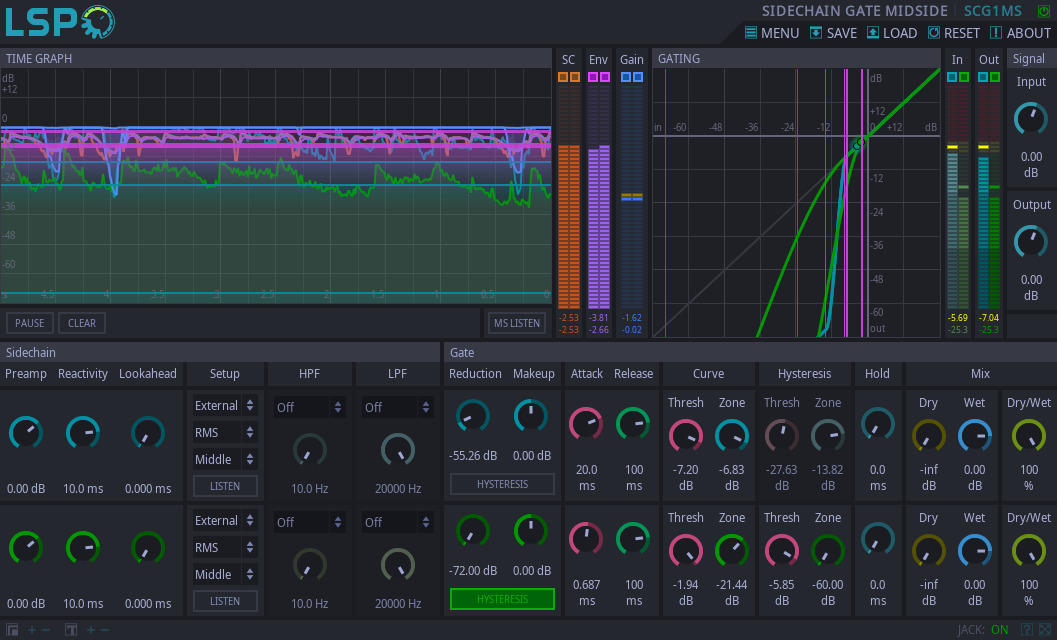 LSP
SIDECHAIN GATE MIDSIDE SCG1MS
MENU SAVE LOAD RESET ABOUT
TIME GRAPH SC Env Gain GATING In Out Signal
dB
+12
0
-24
-36
-48
-60
s 4.5 4 3 2.5 2 1.5 1 0.5 0
-2.53 -3.81 -1.62
-2.53 -2.66 -0.02
dB
+12
in -60 -48 -36 -24 -12 0 +12 dB
-12
-24
-36
-48
-60
out
-5.69 -7.04
-25.3 -25.3
Input
0.00
dB
Output
0.00
dB
PAUSE CLEAR MS LISTEN
Sidechain Gate
Preamp Reactivity Lookahead Setup HPF LPF Reduction Makeup Attack Release Curve Hysteresis Hold Mix
External Off Off Thresh Zone Thresh Zone Dry Wet Dry/Wet
RMS
Middle
-55.26 dB 0.00 dB
0.00 dB 10.0 ms 0.000 ms LISTEN 10.0 Hz 20000 Hz HYSTERESIS
20.0 100 -7.20 -6.83 -27.63 -13.82 0.0 -inf 0.00 100
ms ms dB dB dB dB ms dB dB %
External Off Off Thresh Zone Thresh Zone Dry Wet Dry/Wet
RMS
Middle
-72.00 dB 0.00 dB
0.00 dB 10.0 ms 0.000 ms LISTEN 10.0 Hz 20000 Hz HYSTERESIS
0.687 100 -1.94 -21.44 -5.85 -60.00 0.0 -inf 0.00 100
ms ms dB dB dB dB ms dB dB %
JACK: ON